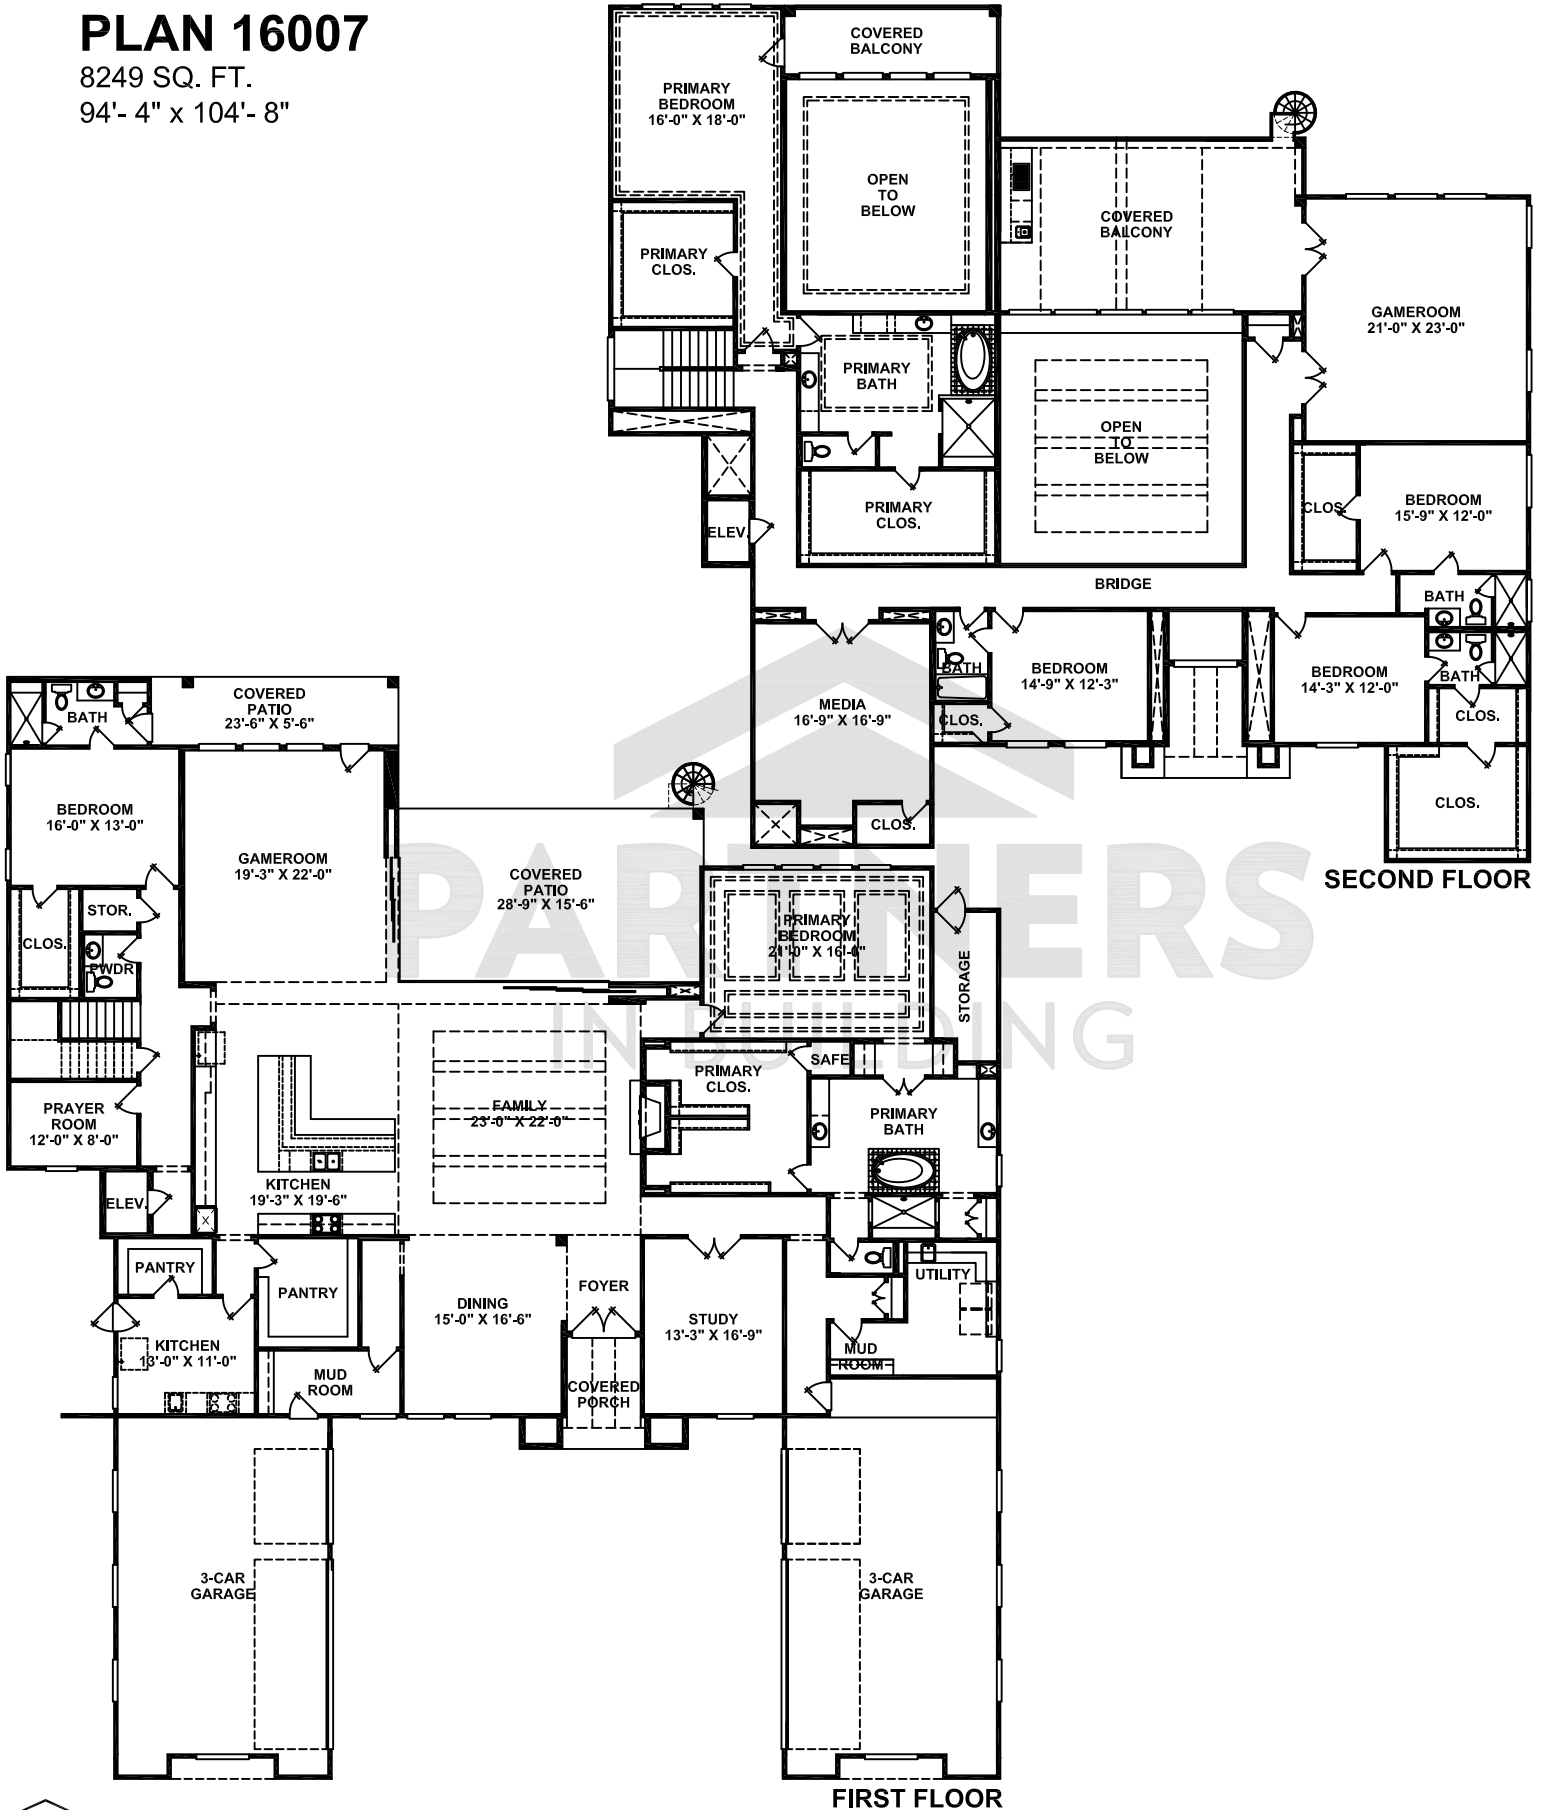 PLAN 16007
8249 SQ. FT.
94'- 4" x 104'- 8"
COVERED
BALCONY
PRIMARY
BEDROOM
16'-0" X 18'-0"
OPEN
TO
BELOW
COVERED
BALCONY
PRIMARY
CLOS.
GAMEROOM
21'-0" X 23'-0"
PRIMARY
BATH
OPEN
TO
BELOW
PRIMARY
CLOS.
CLOS.
BEDROOM
15'-9" X 12'-0"
ELEV.
BRIDGE
BATH
BATH
BEDROOM
14'-9" X 12'-3"
BEDROOM
14'-3" X 12'-0"
BATH
MEDIA
16'-9" X 16'-9"
CLOS.
CLOS.
CLOS.
CLOS.
SECOND FLOOR
COVERED
PATIO
23'-6" X 5'-6"
BATH
BEDROOM
16'-0" X 13'-0"
GAMEROOM
19'-3" X 22'-0"
COVERED
PATIO
28'-9" X 15'-6"
STOR.
CLOS.
PWDR
PRIMARY
BEDROOM
21'-0" X 16'-0"
STORAGE
PARTNERS
IN BUILDING
SAFE
PRIMARY
CLOS.
PRAYER
ROOM
12'-0" X 8'-0"
FAMILY
23'-0" X 22'-0"
PRIMARY
BATH
KITCHEN
19'-3" X 19'-6"
ELEV.
PANTRY
PANTRY
FOYER
UTILITY
DINING
15'-0" X 16'-6"
STUDY
13'-3" X 16'-9"
KITCHEN
13'-0" X 11'-0"
MUD
ROOM
MUD
ROOM
COVERED
PORCH
3-CAR
GARAGE
3-CAR
GARAGE
FIRST FLOOR